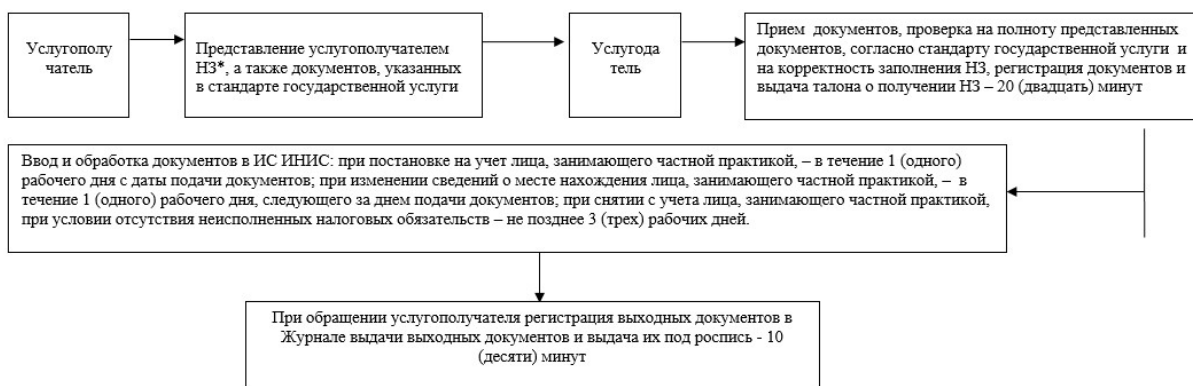 Услугополу
чатель
Представление услугополучателем
НЗ*, а также документов, указанных
в стандарте государственной услуги
Услугода
тель
Прием  документов, проверка на полноту представленных
документов, согласно стандарту государственной услуги  и
на корректность заполнения НЗ, регистрация документов и
выдача талона о получении НЗ – 20 (двадцать) минут
Ввод и обработка документов в ИС ИНИС: при постановке на учет лица, занимающего частной практикой, – в течение 1 (одного)
рабочего дня с даты подачи документов; при изменении сведений о месте нахождения лица, занимающего частной практикой, –  в
течение 1 (одного) рабочего дня, следующего за днем подачи документов; при снятии с учета лица, занимающего частной практикой,
при условии отсутствия неисполненных налоговых обязательств – не позднее 3 (трех) рабочих дней.
При обращении услугополучателя регистрация выходных документов в
Журнале выдачи выходных документов и выдача их под роспись - 10
(десяти) минут